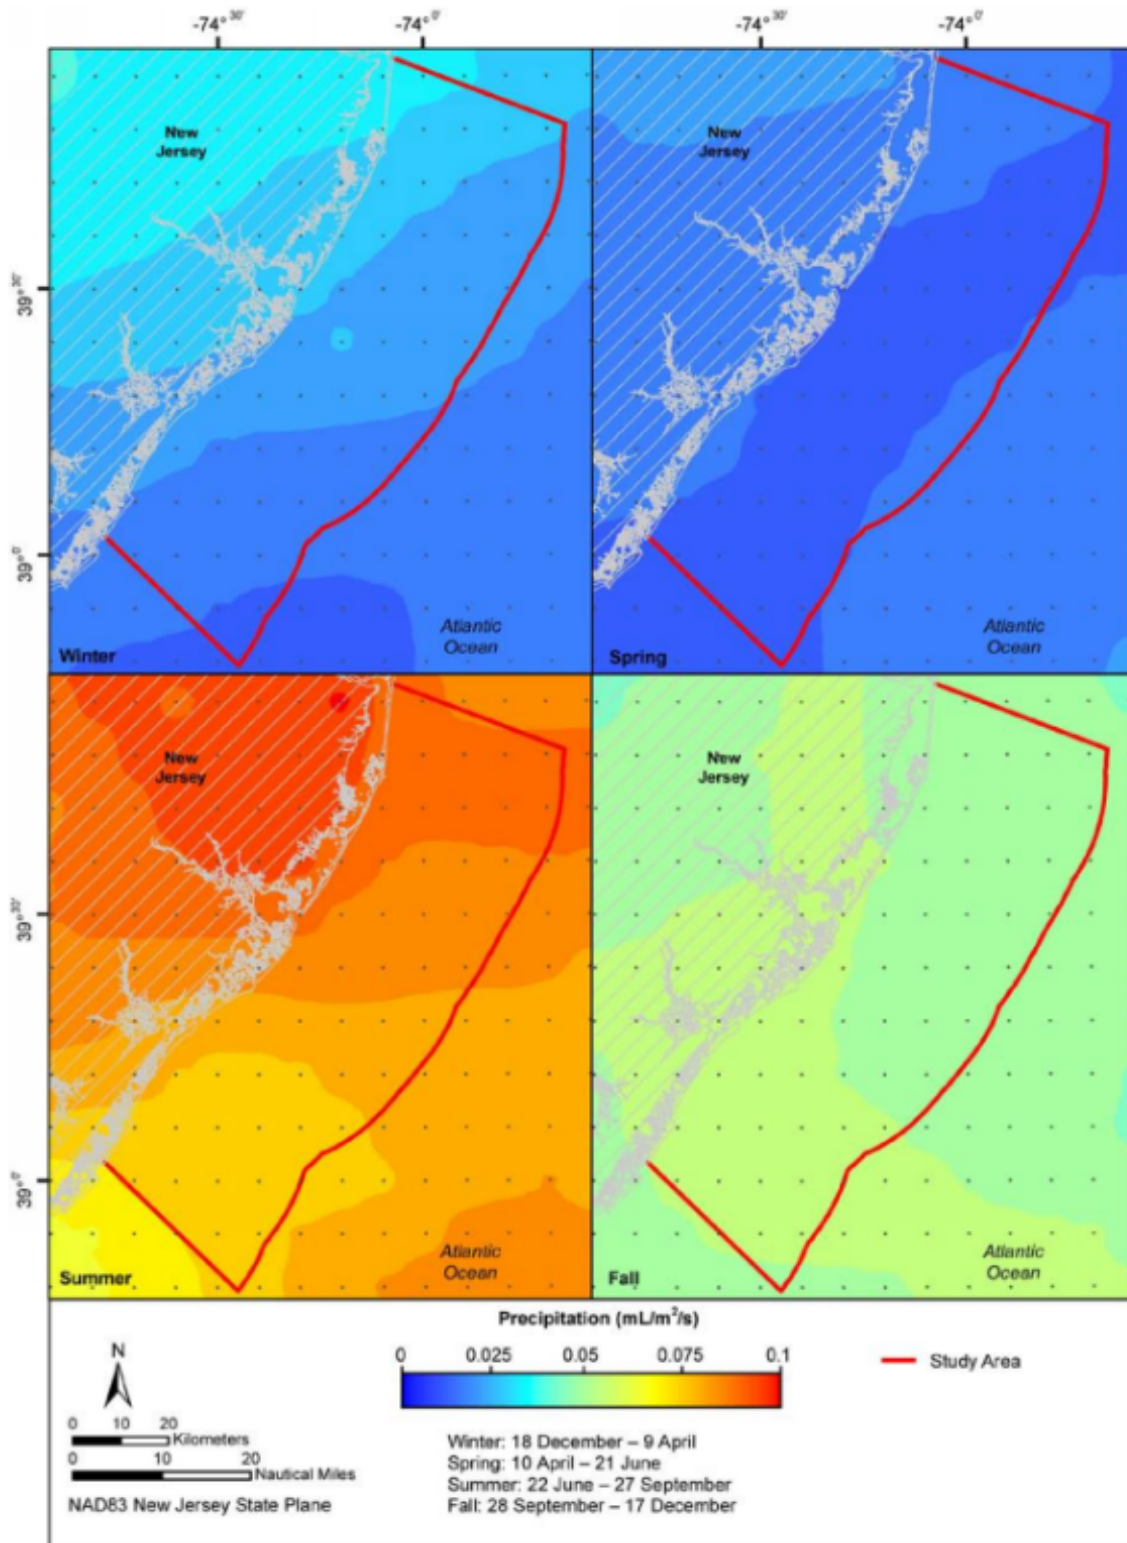 -74° 30'
-74° 0'
-74° 30'
-74° 0'
New
Jersey
New
Jersey
39° 30'
39° 0'
Atlantic
Ocean
Winter
Atlantic
Ocean
Spring
New
Jersey
New
Jersey
39° 30'
39° 0'
Atlantic
Ocean
Summer
Atlantic
Ocean
Fall
Precipitation (mL/m²/s)
0 0.025 0.05 0.075 0.1
Study Area
N
0 10 20
Kilometers
0 10 20
Nautical Miles
NAD83 New Jersey State Plane
Winter: 18 December – 9 April
Spring: 10 April – 21 June
Summer: 22 June – 27 September
Fall: 28 September – 17 December